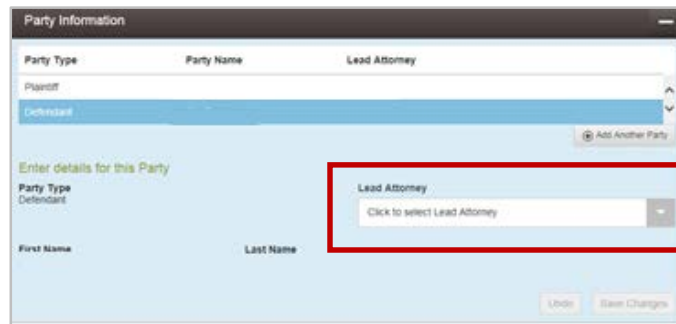 Party Information
Party Type Party Name Lead Attorney
Plaintiff
Defendant
Add Another Party
Enter details for this Party
Party Type Lead Attorney
Defendant
Click to select Lead Attorney
First Name Last Name
Undo Save Changes